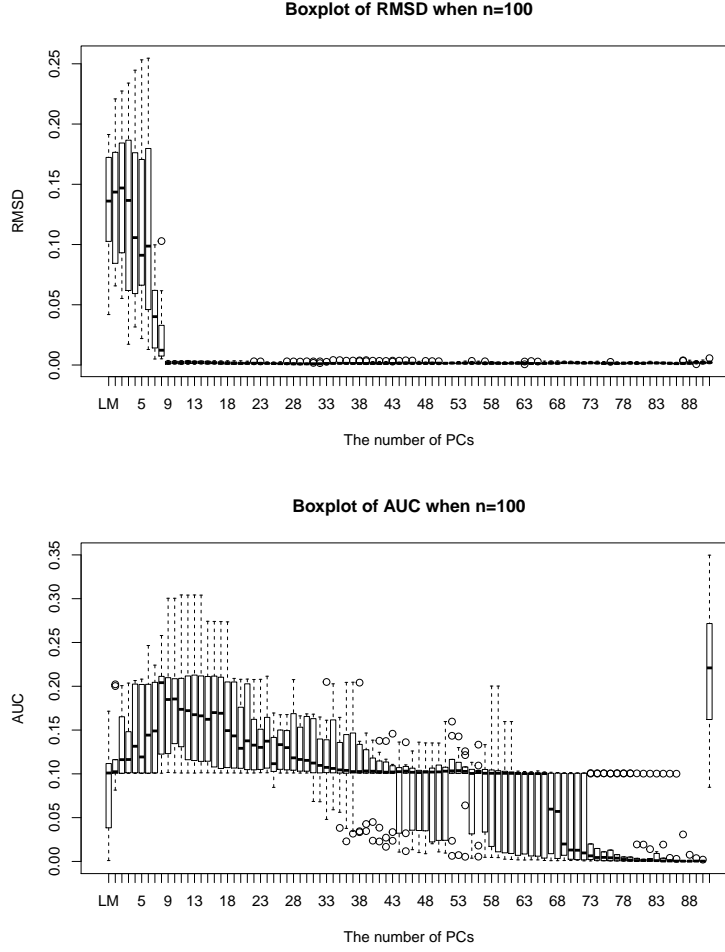 Boxplot of RMSD when n=100
0.25
0.20
0.15
0.10
0.05
0.00
RMSD
LM 5 9 13 18 23 28 33 38 43 48 53 58 63 68 73 78 83 88
The number of PCs
Boxplot of AUC when n=100
0.35
0.30
0.25
0.20
0.15
0.10
0.05
0.00
AUC
LM 5 9 13 18 23 28 33 38 43 48 53 58 63 68 73 78 83 88
The number of PCs